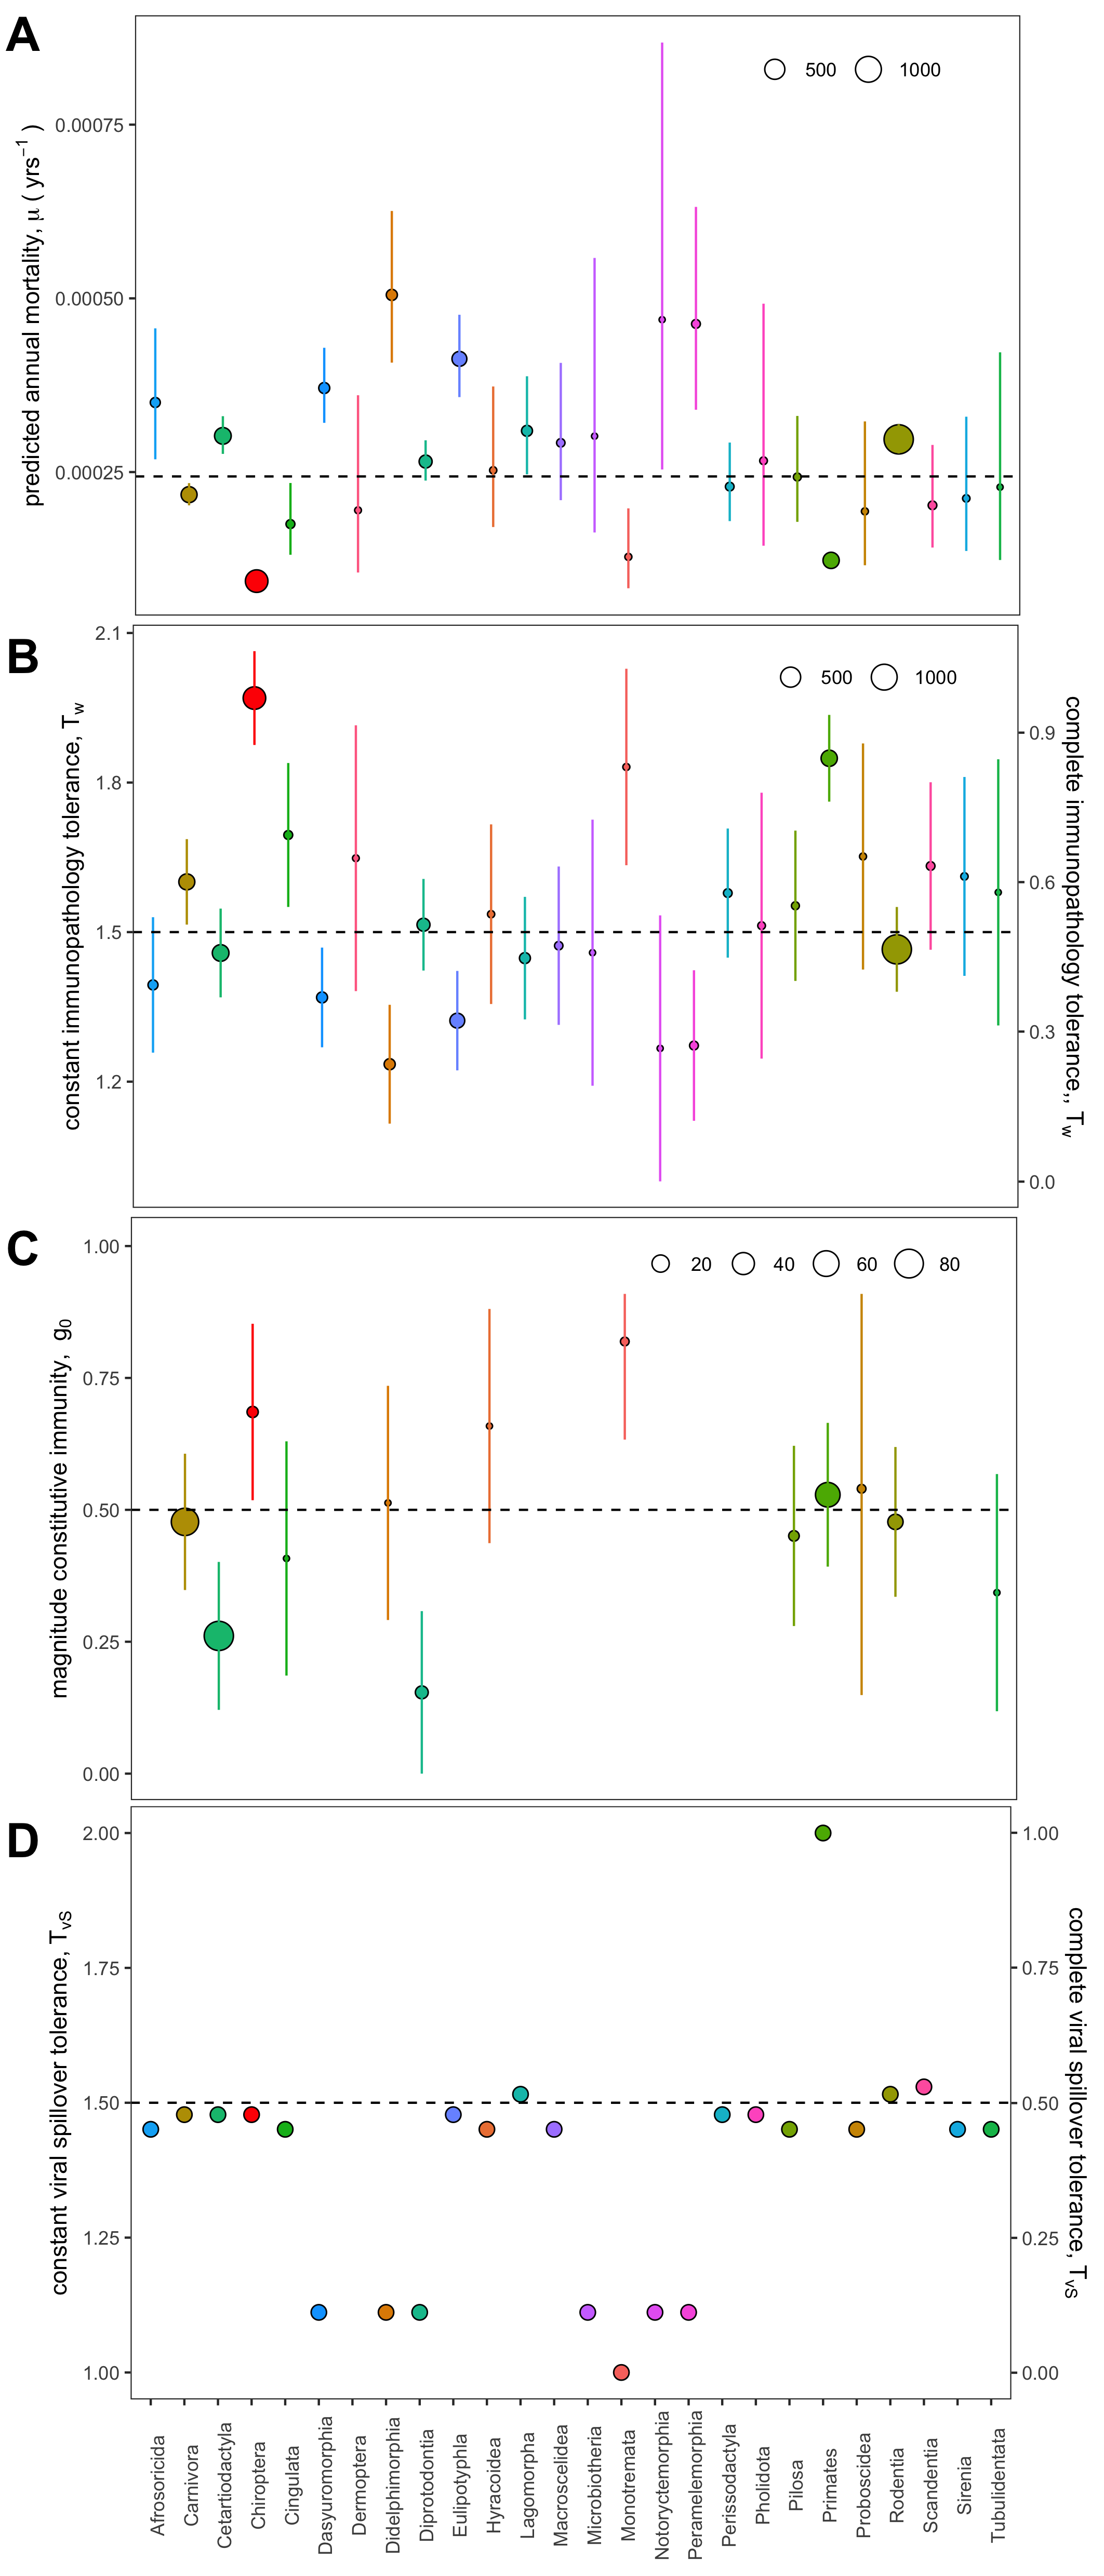 A
predicted annual mortality, μ ( yrs⁻¹ )
0.00075
0.00050
0.00025
500 1000
B
constant immunopathology tolerance, Tw
2.1
1.8
1.5
1.2
500 1000
0.9
0.6
0.3
0.0
complete immunopathology tolerance,, Tw
C
magnitude constitutive immunity, g0
1.00
0.75
0.50
0.25
0.00
20 40 60 80
D
constant viral spillover tolerance, TvS
2.00
1.75
1.50
1.25
1.00
1.00
0.75
0.50
0.25
0.00
complete viral spillover tolerance, TvS
Afrosoricida
Carnivora
Cetartiodactyla
Chiroptera
Cingulata
Dasyuromorphia
Dermoptera
Didelphimorphia
Diprotodontia
Eulipotyphla
Hyracoidea
Lagomorpha
Macroscelidea
Microbiotheria
Monotremata
Notoryctemorphia
Peramelemorphia
Perissodactyla
Pholidota
Pilosa
Primates
Proboscidea
Rodentia
Scandentia
Sirenia
Tubulidentata